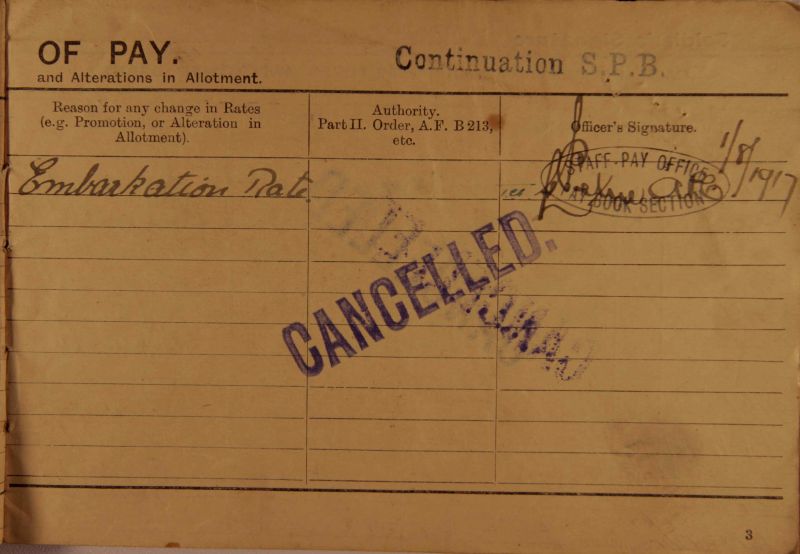 OF PAY.
and Alterations in Allotment.
Continuation S.P.B.
Reason for any change in Rates
(e.g. Promotion, or Alteration in
Allotment).
Authority.
Part II. Order, A.F. B 213,
etc.
Officer's Signature.
1/8/1917
Embarkation Rate
STAFF PAY OFFICE
PAY BOOK SECTION
CANCELLED.
3